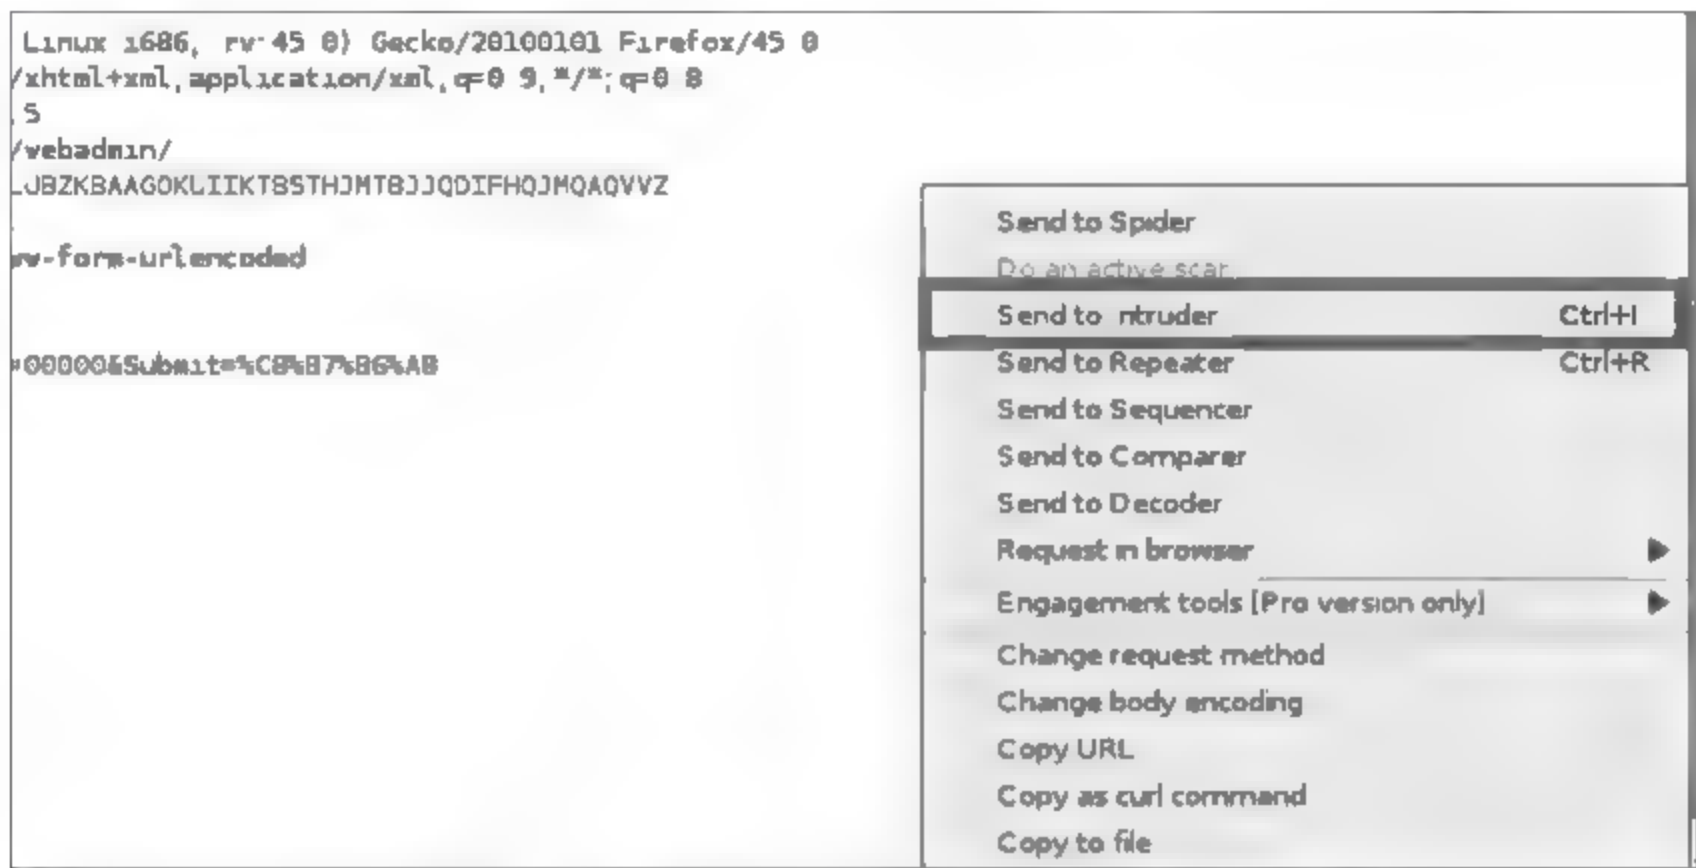 Linux i686, rv:45 0) Gecko/20100101 Firefox/45 0
/xhtml+xml,application/xml,q=0 9,*/*;q=0 8
.5
/webadmin/
LJBZKBAAGOKLIIKTBSTHJMTBJJQDIFHQJMQAQVVZ
ww-form-urlencoded
=00000&Submit=%C8%B7%B6%A8
Send to Spider
Do an active scan
Send to Intruder Ctrl+I
Send to Repeater Ctrl+R
Send to Sequencer
Send to Comparer
Send to Decoder
Request in browser
Engagement tools [Pro version only]
Change request method
Change body encoding
Copy URL
Copy as curl command
Copy to file